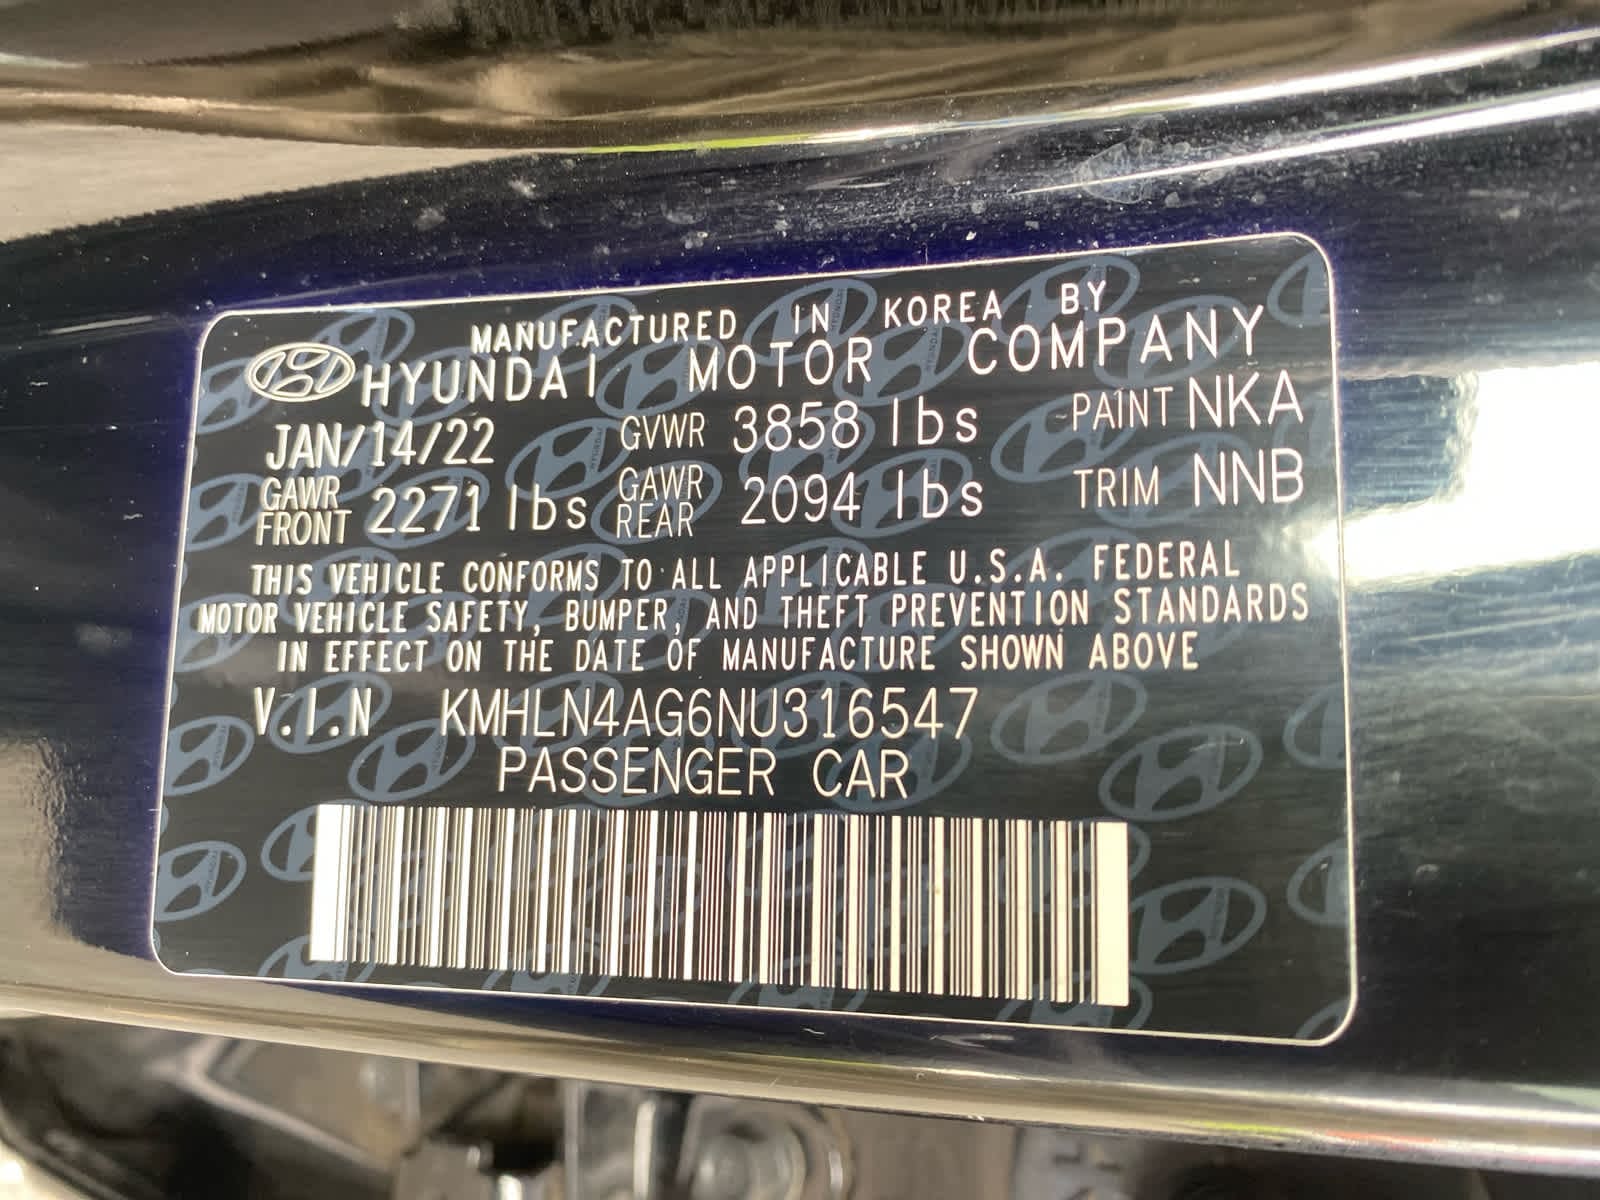 MANUFACTURED IN KOREA BY
HYUNDAI MOTOR COMPANY
JAN/14/22 GVWR 3858 lbs PAINT NKA
GAWR FRONT 2271 lbs GAWR REAR 2094 lbs TRIM NNB
THIS VEHICLE CONFORMS TO ALL APPLICABLE U.S.A. FEDERAL
MOTOR VEHICLE SAFETY, BUMPER, AND THEFT PREVENTION STANDARDS
IN EFFECT ON THE DATE OF MANUFACTURE SHOWN ABOVE
V.I.N KMHLN4AG6NU316547
PASSENGER CAR